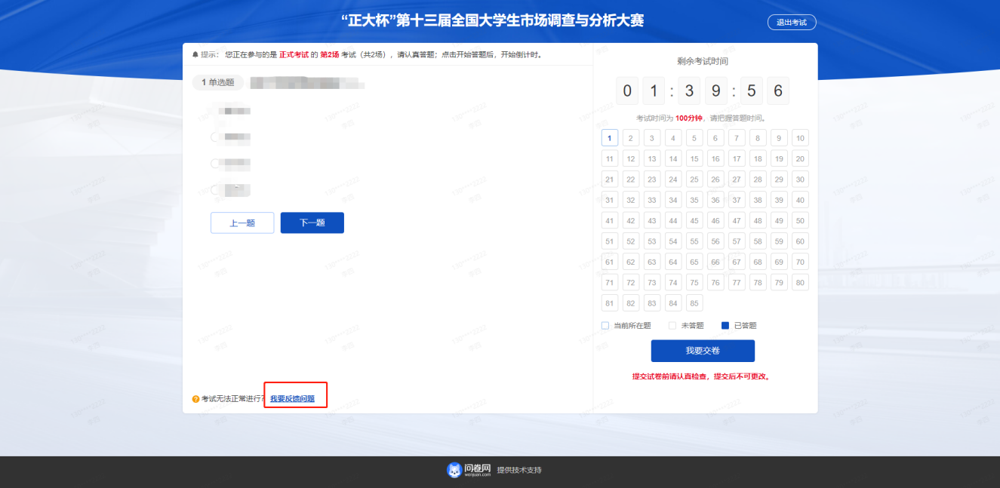 “正大杯”第十三届全国大学生市场调查与分析大赛
退出考试
提示： 您正在参与的是 正式考试 的 第2场 考试（共2场），请认真答题；点击开始答题后，开始倒计时。
1 单选题
上一题 下一题
? 考试无法正常进行? 我要反馈问题
剩余考试时间
0 1 : 3 9 : 5 6
考试时间为 100分钟，请把握答题时间。
1 2 3 4 5 6 7 8 9 10
11 12 13 14 15 16 17 18 19 20
21 22 23 24 25 26 27 28 29 30
31 32 33 34 35 36 37 38 39 40
41 42 43 44 45 46 47 48 49 50
51 52 53 54 55 56 57 58 59 60
61 62 63 64 65 66 67 68 69 70
71 72 73 74 75 76 77 78 79 80
81 82 83 84 85
当前所在题 未答题 已答题
我要交卷
提交试卷前请认真检查，提交后不可更改。
问卷网 提供技术支持
wenjuan.com
130****2222
李四